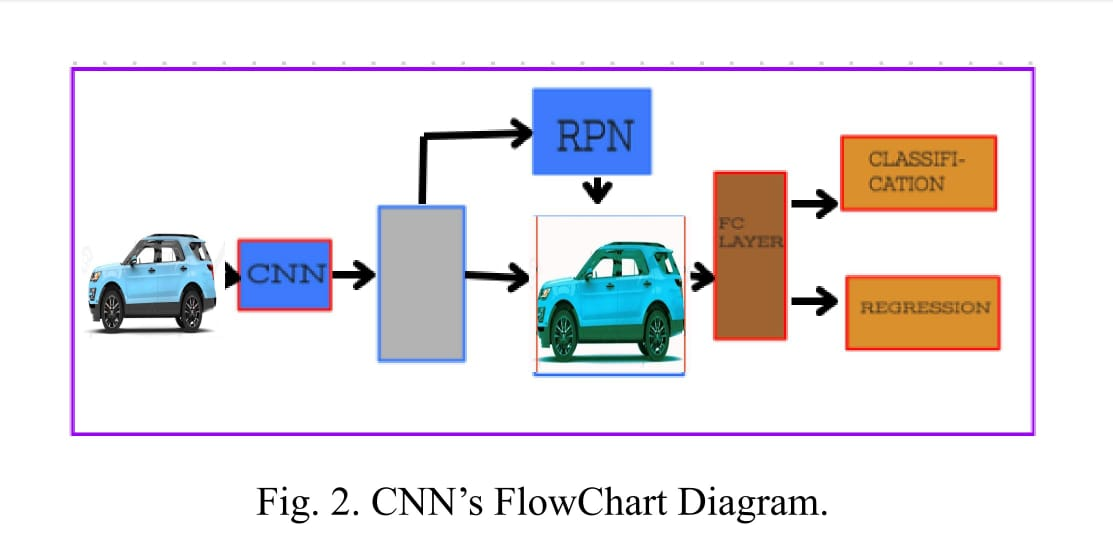 RPN
CLASSIFI-
CATION
FC
LAYER
CNN
REGRESSION
Fig. 2. CNN’s FlowChart Diagram.